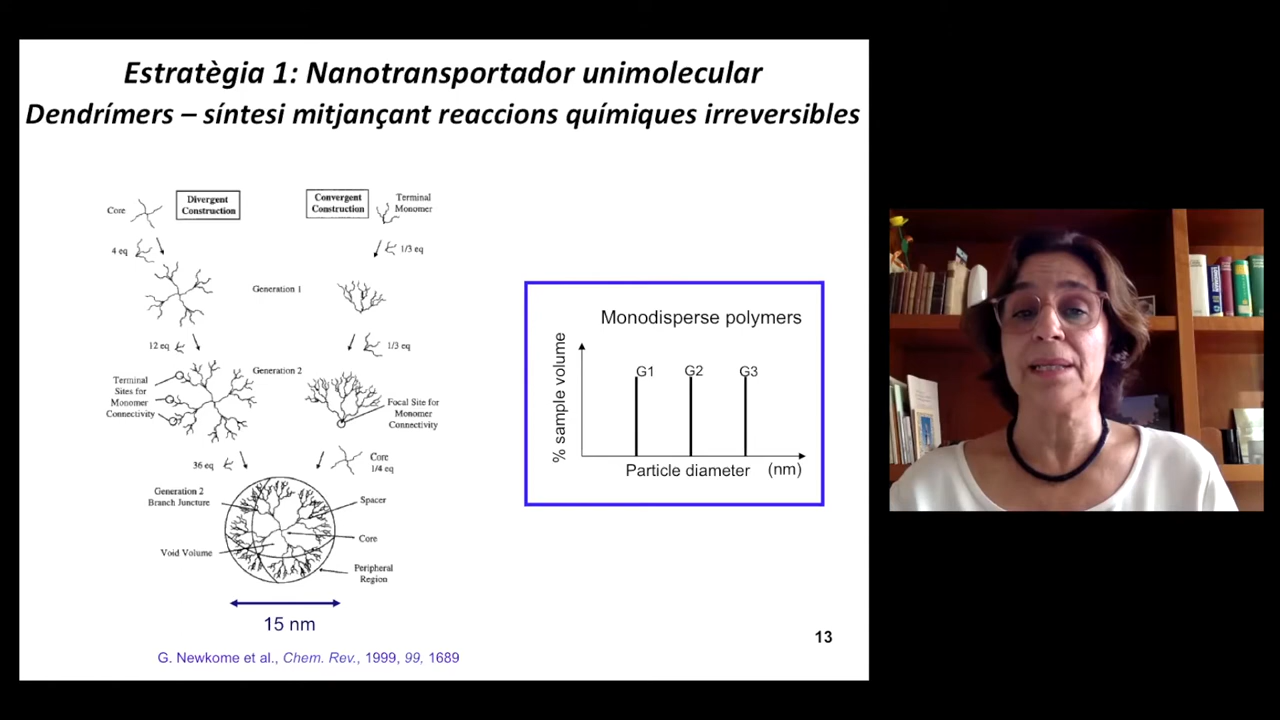 Estratègia 1: Nanotransportador unimolecular
Dendrímers – síntesi mitjançant reaccions químiques irreversibles
Core
Divergent
Construction
Convergent
Construction
Terminal
Monomer
4 eq
1/3 eq
Generation 1
12 eq
1/3 eq
Generation 2
Terminal
Sites for
Monomer
Connectivity
Focal Site for
Monomer
Connectivity
36 eq
Core
1/4 eq
Generation 2
Branch Juncture
Spacer
Core
Void Volume
Peripheral
Region
15 nm
G. Newkome et al., Chem. Rev., 1999, 99, 1689
Monodisperse polymers
% sample volume
G1 G2 G3
Particle diameter (nm)
13